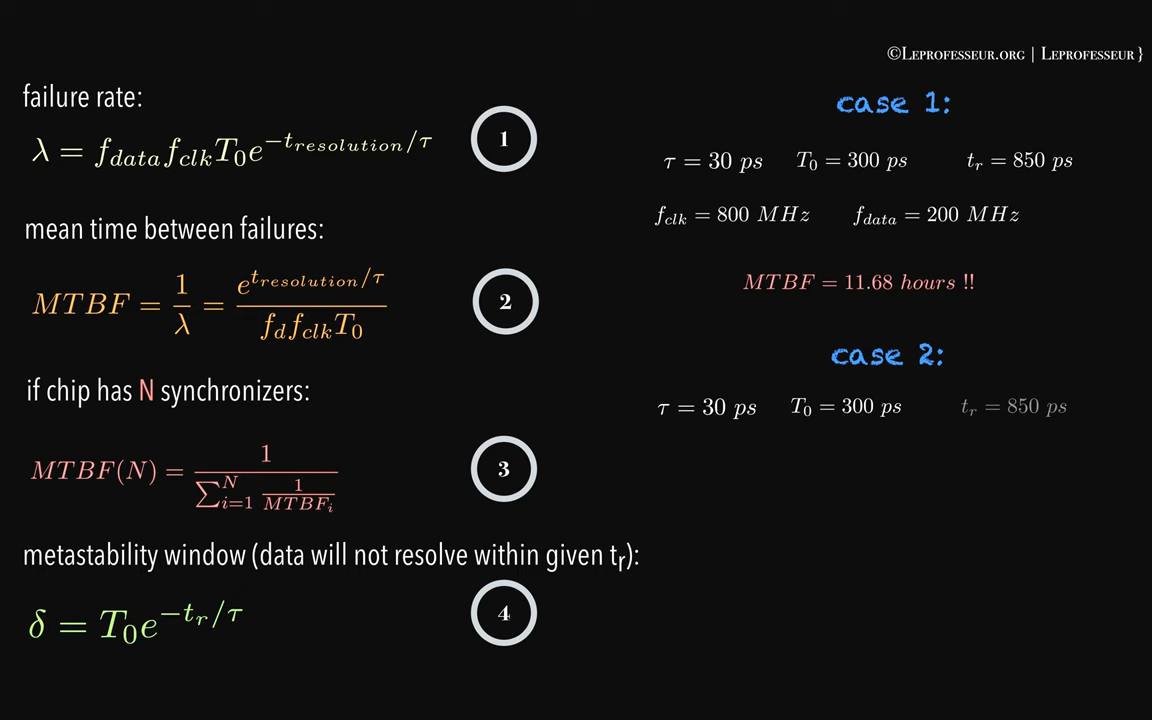 ©Leprofesseur.org | Leprofesseur }
failure rate:
λ = f_data f_clk T_0 e^{-t_resolution/τ}
1
mean time between failures:
MTBF = 1/λ = e^{t_resolution/τ} / (f_d f_clk T_0)
2
if chip has N synchronizers:
MTBF(N) = 1 / (∑_{i=1}^{N} 1/MTBF_i)
3
metastability window (data will not resolve within given t_r):
δ = T_0 e^{-t_r/τ}
4
case 1:
τ = 30 ps T_0 = 300 ps t_r = 850 ps
f_clk = 800 MHz f_data = 200 MHz
MTBF = 11.68 hours !!
case 2:
τ = 30 ps T_0 = 300 ps t_r = 850 ps